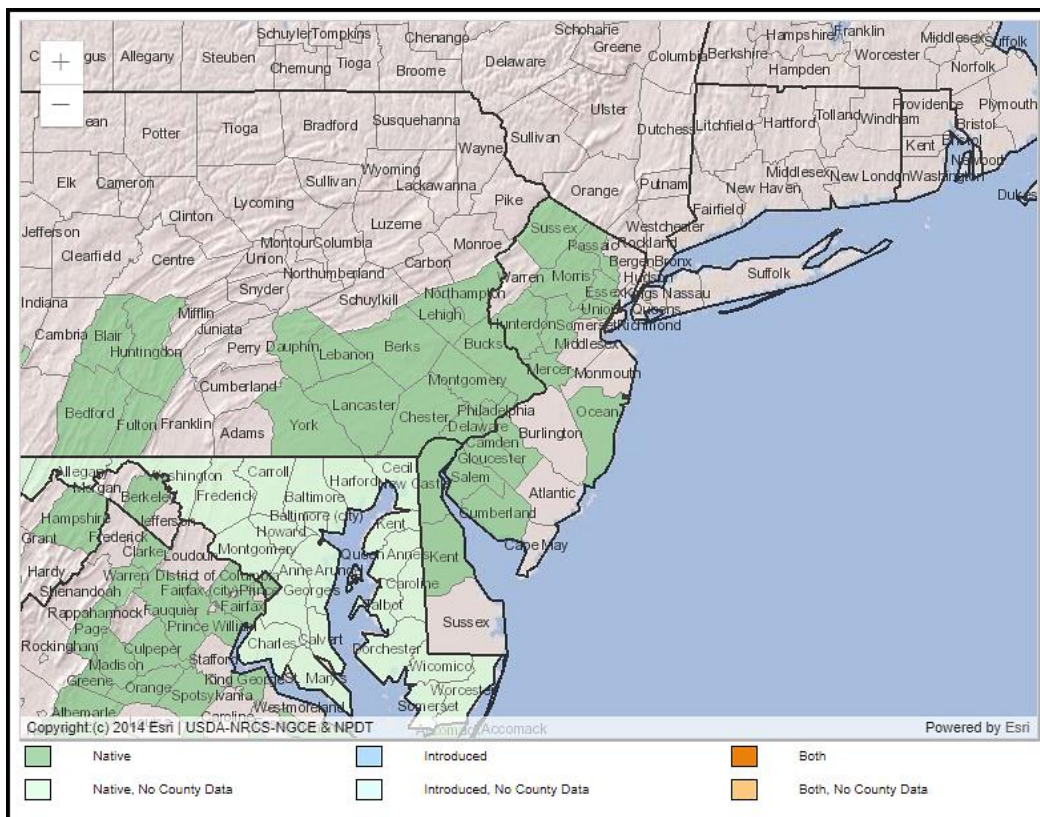 Schuyler Tompkins Chenange Schoharie Greene Columbia Berkshire Hampshire Franklin Worcester Middlesex Suffolk
Allegany Steuben Chemung Tioga Broome Delaware Hampden Norfolk
+
−
Potter Tioga Bradford Susquehanna Wayne Sullivan Ulster Dutchess Litchfield Hartford Tolland Windham Providence Plymouth
Kent Bristol Bristol
Elk Cameron Wyoming Sullivan Lackawanna Pike Orange Putnam Middlesex New Haven New London Washington Newport Dukes
Lycoming Clinton Luzerne Fairfield
Jefferson Clearfield Centre Montour Columbia Union Carbon Monroe Sussex Passaic Rockland Westchester
Northumberland Snyder Schuylkill Northampton Warren Morris Bergen Bronx Hudson Suffolk
Indiana Mifflin Juniata Lehigh Essex Kings Nassau Union Queens
Cambria Blair Huntingdon Perry Dauphin Lebanon Berks Bucks Hunterdon Somerset Richmond Middlesex
Cumberland Montgomery Mercer Monmouth
Bedford Fulton Franklin Adams York Lancaster Chester Philadelphia Delaware Burlington Ocean
Camden Gloucester
Allegany Washington Carroll Harford Cecil New Castle Salem Atlantic
Morgan Berkeley Frederick Baltimore Cumberland
Hampshire Jefferson Baltimore (city) Kent Cape May
Grant Frederick Clarke Loudoun Howard Montgomery Queen Annes Kent
Hardy Warren District of Columbia Anne Arundel Caroline
Shenandoah Fairfax (city) Prince Georges Talbot Sussex
Rappahannock Fauquier Fairfax
Page Prince William Charles Calvert Dorchester
Rockingham Culpeper Stafford Wicomico
Madison King George St. Marys Worcester
Greene Orange Spotsylvania Westmoreland Somerset
Albemarle Caroline
Accomack Accomack
Copyright:(c) 2014 Esri | USDA-NRCS-NGCE & NPDT Powered by Esri
Native Introduced Both
Native, No County Data Introduced, No County Data Both, No County Data